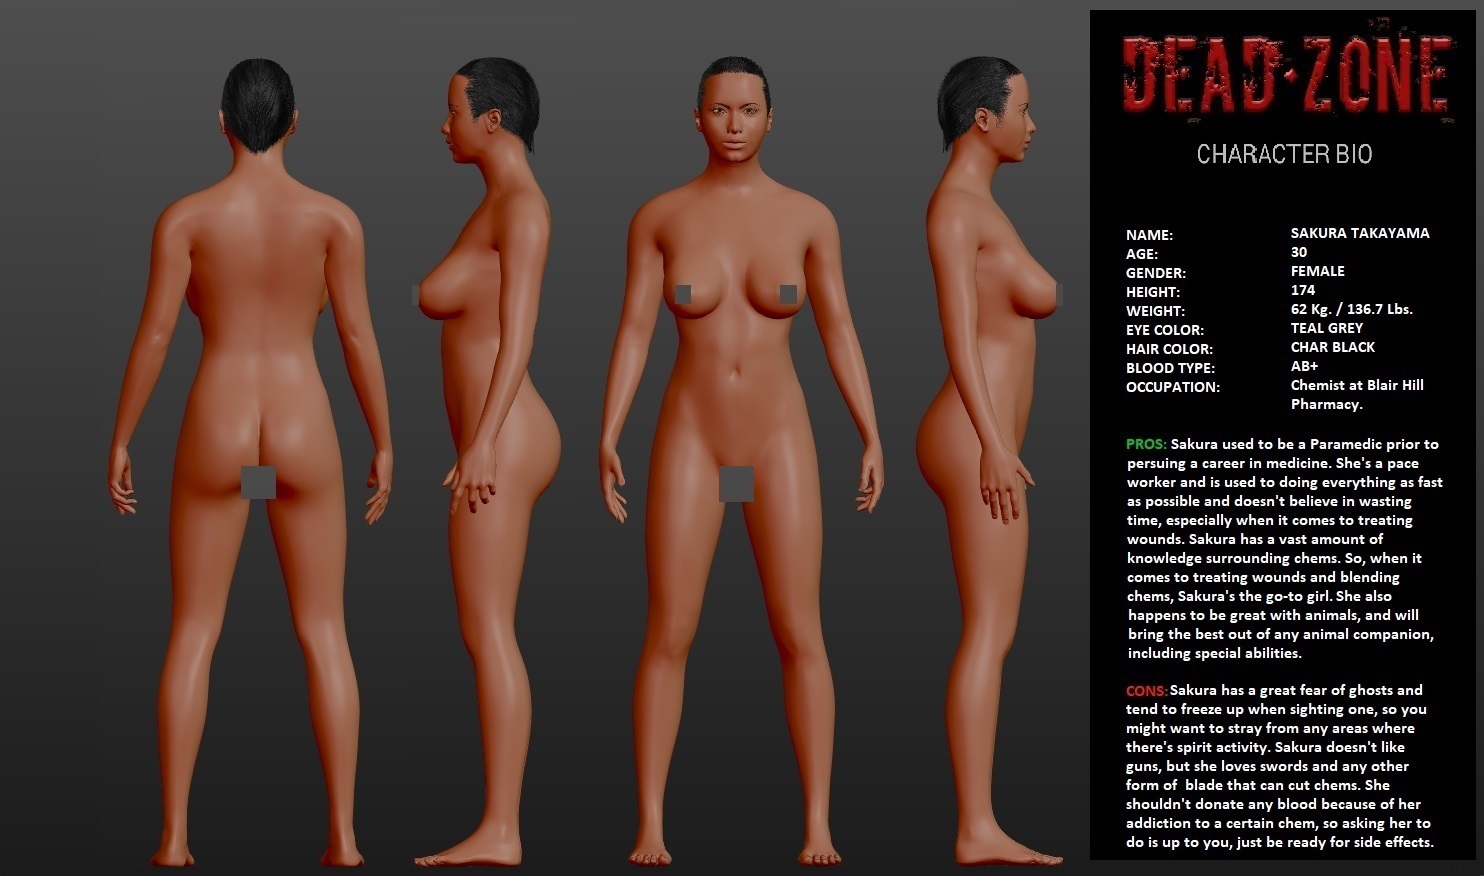 DEAD·ZONE
CHARACTER BIO
NAME: SAKURA TAKAYAMA
AGE: 30
GENDER: FEMALE
HEIGHT: 174
WEIGHT: 62 Kg. / 136.7 Lbs.
EYE COLOR: TEAL GREY
HAIR COLOR: CHAR BLACK
BLOOD TYPE: AB+
OCCUPATION: Chemist at Blair Hill
Pharmacy.
PROS: Sakura used to be a Paramedic prior to
persuing a career in medicine. She's a pace
worker and is used to doing everything as fast
as possible and doesn't believe in wasting
time, especially when it comes to treating
wounds. Sakura has a vast amount of
knowledge surrounding chems. So, when it
comes to treating wounds and blending
chems, Sakura's the go-to girl. She also
happens to be great with animals, and will
bring the best out of any animal companion,
including special abilities.
CONS: Sakura has a great fear of ghosts and
tend to freeze up when sighting one, so you
might want to stray from any areas where
there's spirit activity. Sakura doesn't like
guns, but she loves swords and any other
form of blade that can cut chems. She
shouldn't donate any blood because of her
addiction to a certain chem, so asking her to
do is up to you, just be ready for side effects.